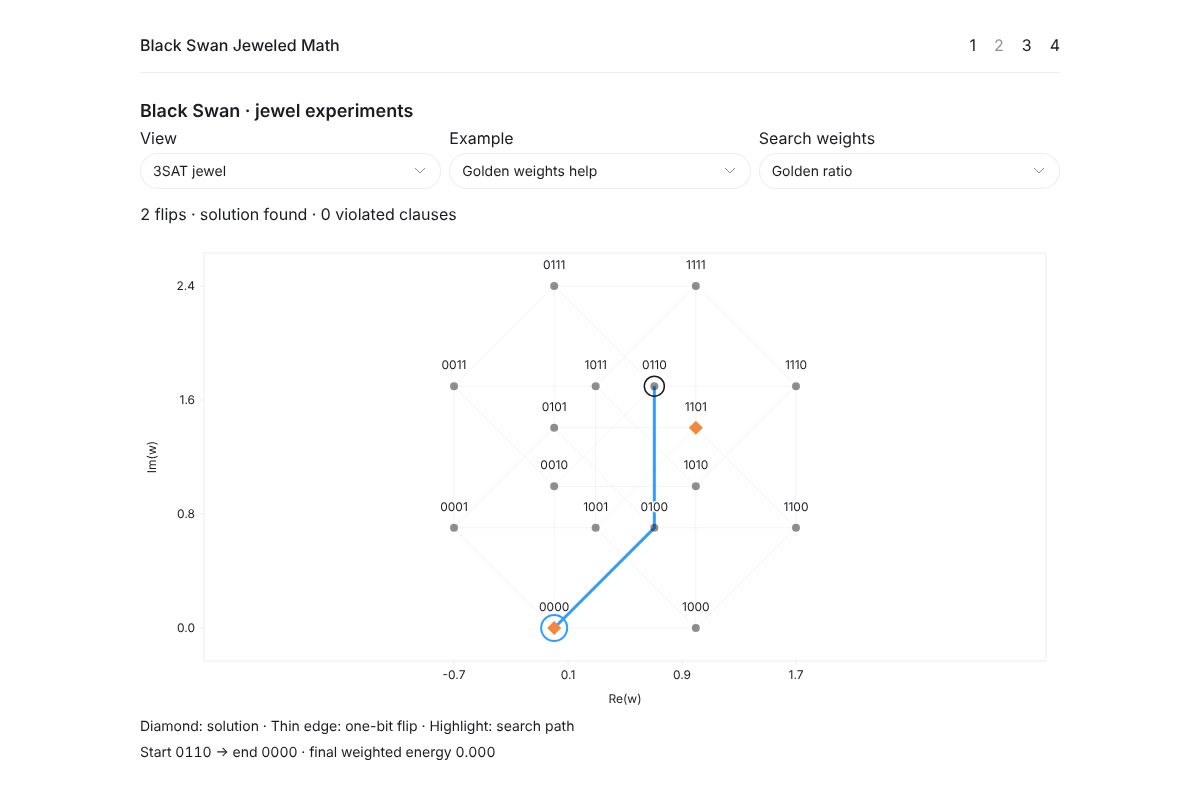 Black Swan Jeweled Math
1 2 3 4
Black Swan · jewel experiments
View Example Search weights
3SAT jewel Golden weights help Golden ratio
2 flips · solution found · 0 violated clauses
0111 1111
2.4
0011 1011 0110 1110
1.6
0101 1101
Im(w)
0010 1010
0001 1001 0100 1100
0.8
0000 1000
0.0
-0.7 0.1 0.9 1.7
Re(w)
Diamond: solution · Thin edge: one-bit flip · Highlight: search path
Start 0110 → end 0000 · final weighted energy 0.000